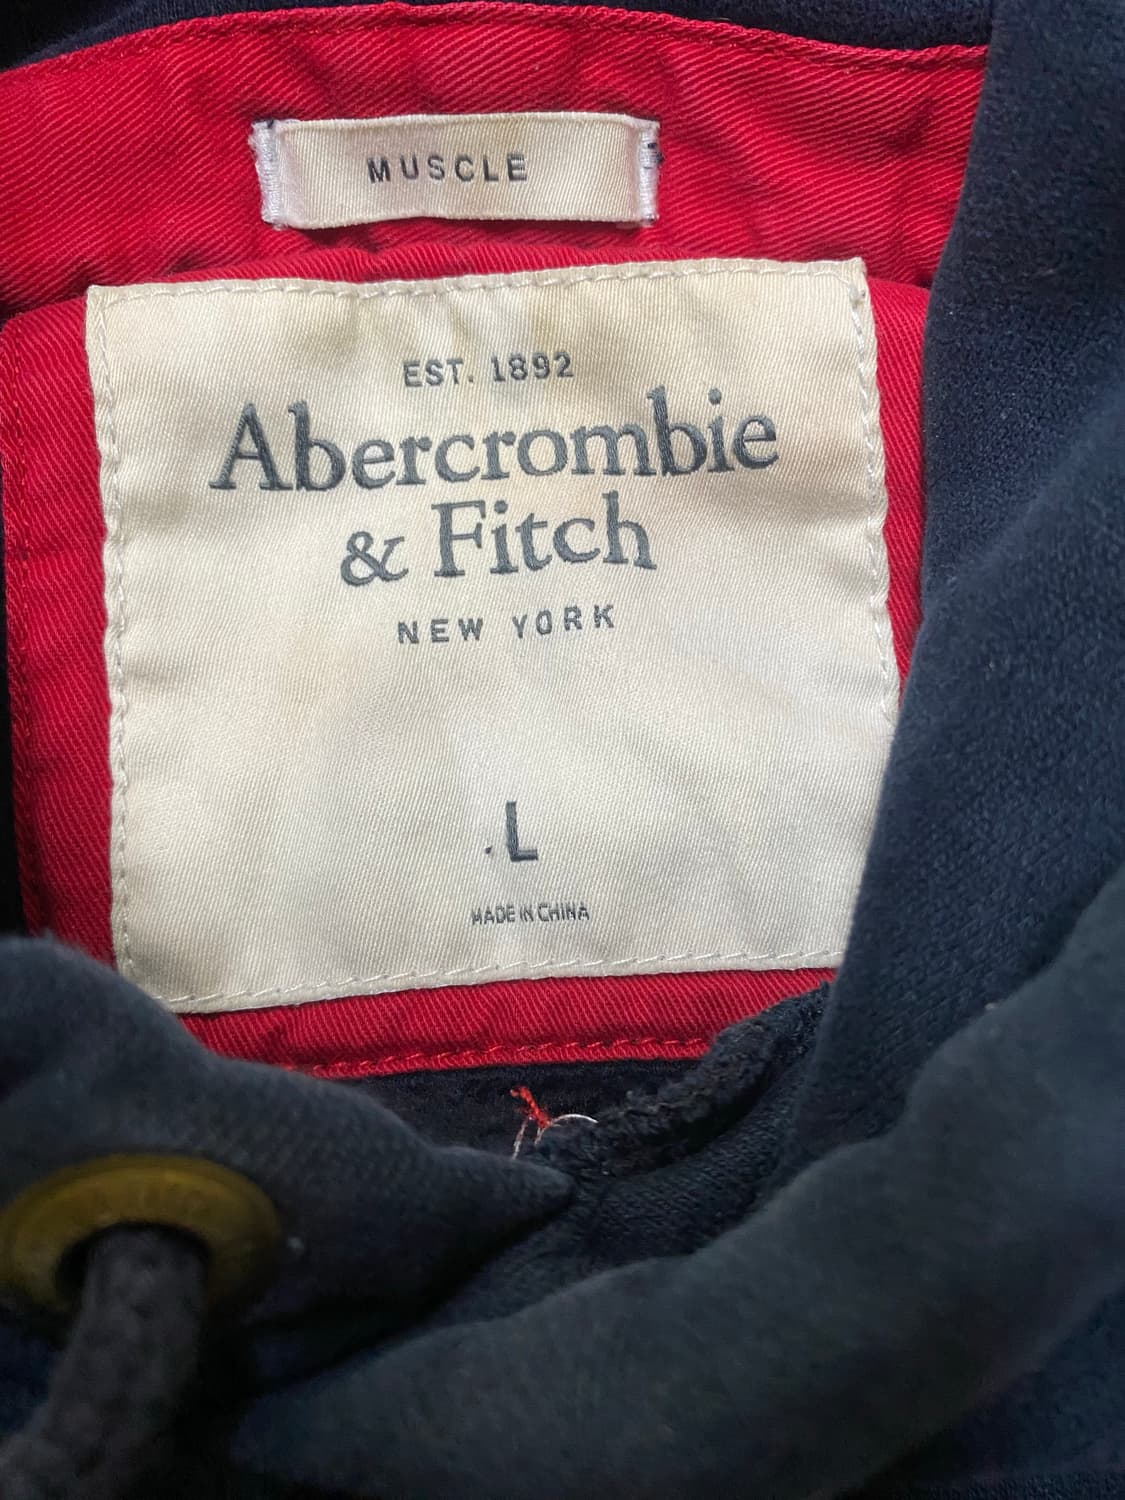 MUSCLE
EST. 1892
Abercrombie
& Fitch
NEW YORK
L
MADE IN CHINA